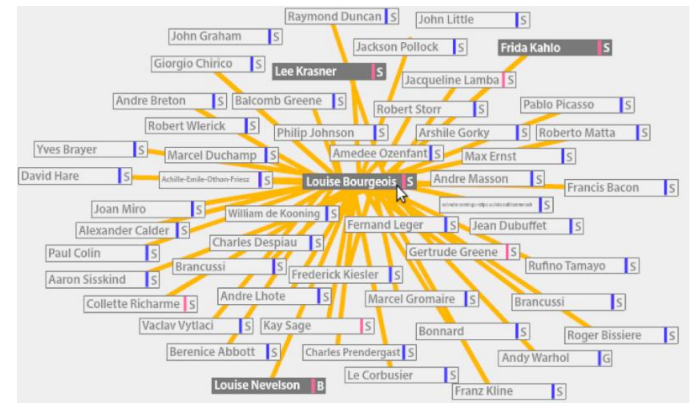 Raymond Duncan S
John Little S
John Graham S
Jackson Pollock S
Frida Kahlo S
Giorgio Chirico S
Lee Krasner S
Jacqueline Lamba S
Andre Breton S
Balcomb Greene S
Robert Storr S
Pablo Picasso S
Robert Wlerick S
Philip Johnson S
Arshile Gorky S
Roberto Matta S
Yves Brayer S
Marcel Duchamp S
Amedee Ozenfant S
Max Ernst S
David Hare S
Achille-Emile-Othon-Friesz S
Louise Bourgeois S
Andre Masson S
Francis Bacon S
Joan Miro S
William de Kooning S
S
Alexander Calder S
Fernand Leger S
Jean Dubuffet S
Paul Colin S
Charles Despiau S
Gertrude Greene S
Rufino Tamayo S
Aaron Sisskind S
Brancussi S
Frederick Kiesler S
Collette Richarme S
Andre Lhote S
Marcel Gromaire S
Brancussi S
Vaclav Vytlaci S
Kay Sage S
Bonnard S
Roger Bissiere S
Berenice Abbott S
Charles Prendergast S
Andy Warhol G
Louise Nevelson B
Le Corbusier S
Franz Kline S